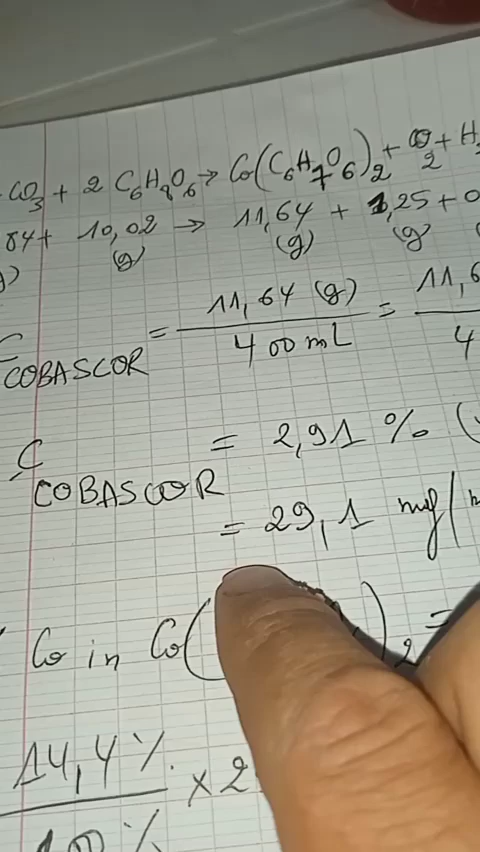 CO₃ + 2 C₆H₈O₆ → Co(C₆H₇O₆)₂ + CO₂ + H
84 + 10,02 → 11,64 + 1,25 + 0
(g) (g) (g)
C COBASCOR = 11,64 (g) / 400 mL = 11,6 / 4
C COBASCOR = 2,91 % (
= 29,1 mg/
Co in Co( )₂ =
14,4 % / 100 % × 2